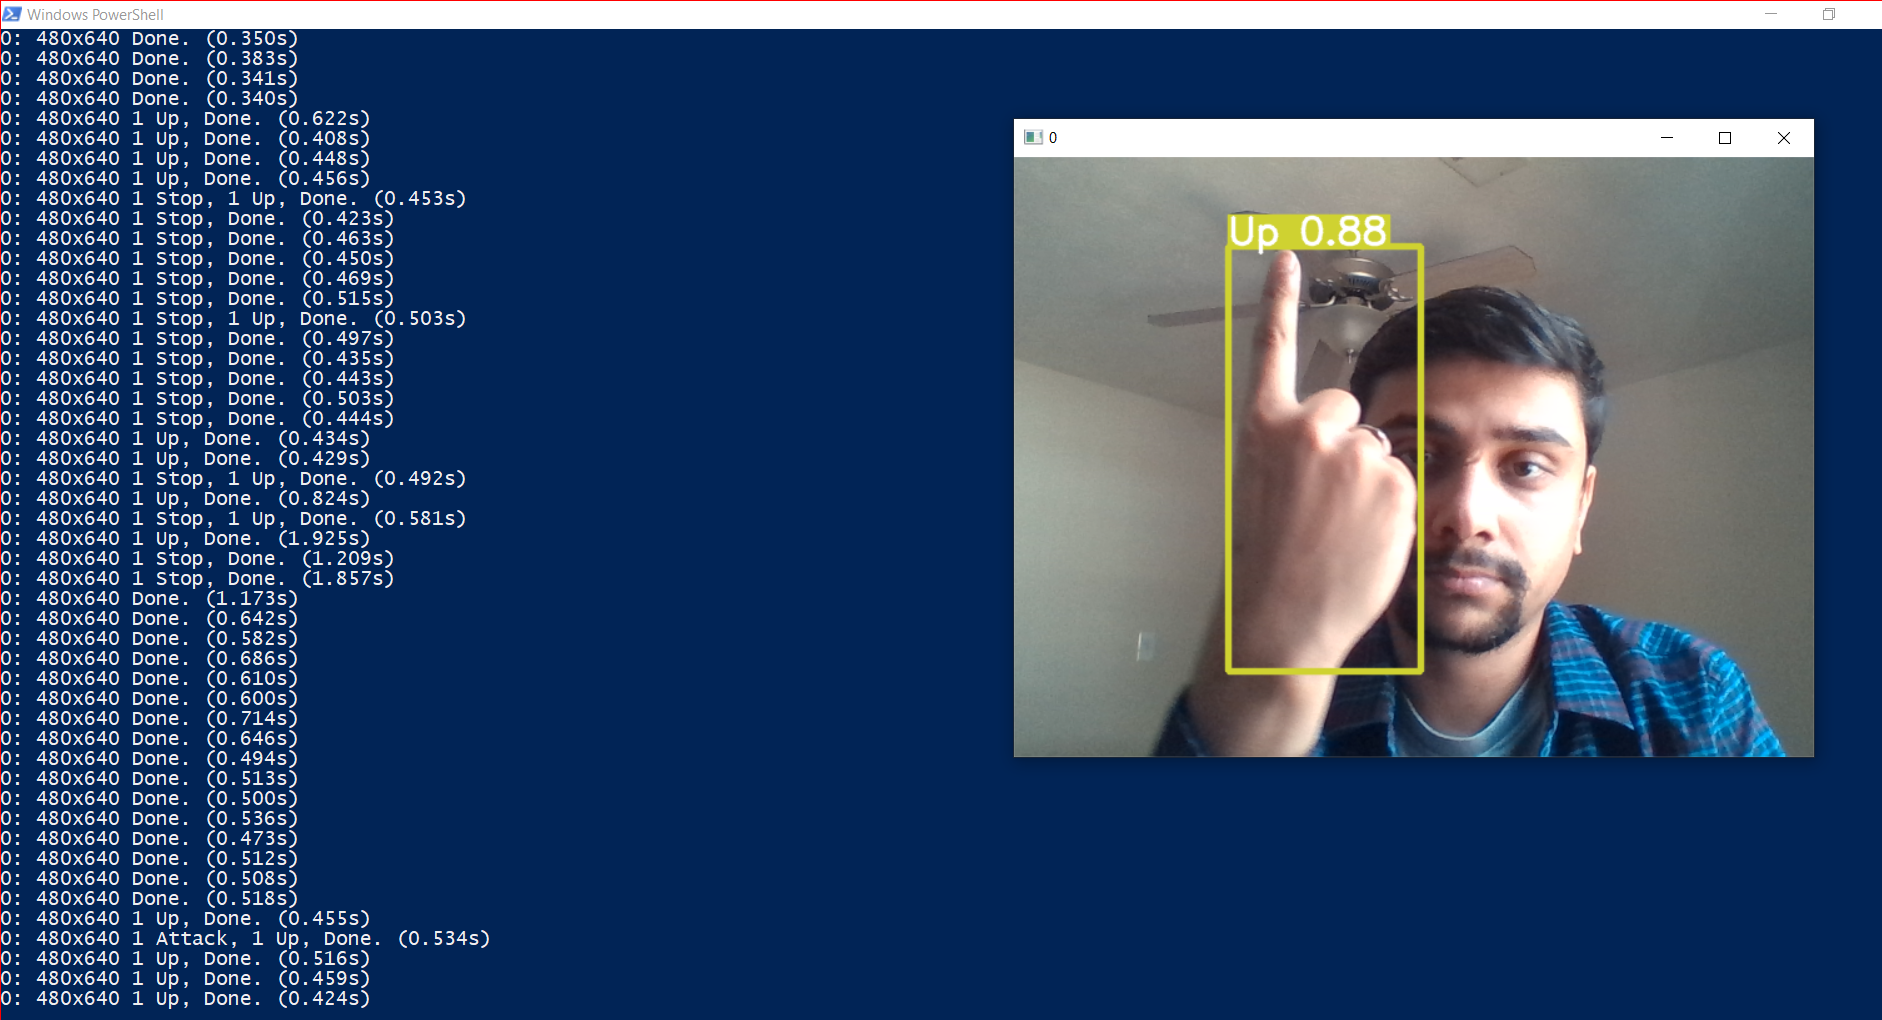 Windows PowerShell
0: 480x640 Done. (0.350s)
0: 480x640 Done. (0.383s)
0: 480x640 Done. (0.341s)
0: 480x640 Done. (0.340s)
0: 480x640 1 Up, Done. (0.622s)
0: 480x640 1 Up, Done. (0.408s)
0: 480x640 1 Up, Done. (0.448s)
0: 480x640 1 Up, Done. (0.456s)
0: 480x640 1 Stop, 1 Up, Done. (0.453s)
0: 480x640 1 Stop, Done. (0.423s)
0: 480x640 1 Stop, Done. (0.463s)
0: 480x640 1 Stop, Done. (0.450s)
0: 480x640 1 Stop, Done. (0.469s)
0: 480x640 1 Stop, Done. (0.515s)
0: 480x640 1 Stop, 1 Up, Done. (0.503s)
0: 480x640 1 Stop, Done. (0.497s)
0: 480x640 1 Stop, Done. (0.435s)
0: 480x640 1 Stop, Done. (0.443s)
0: 480x640 1 Stop, Done. (0.503s)
0: 480x640 1 Stop, Done. (0.444s)
0: 480x640 1 Up, Done. (0.434s)
0: 480x640 1 Up, Done. (0.429s)
0: 480x640 1 Stop, 1 Up, Done. (0.492s)
0: 480x640 1 Up, Done. (0.824s)
0: 480x640 1 Stop, 1 Up, Done. (0.581s)
0: 480x640 1 Up, Done. (1.925s)
0: 480x640 1 Stop, Done. (1.209s)
0: 480x640 1 Stop, Done. (1.857s)
0: 480x640 Done. (1.173s)
0: 480x640 Done. (0.642s)
0: 480x640 Done. (0.582s)
0: 480x640 Done. (0.686s)
0: 480x640 Done. (0.610s)
0: 480x640 Done. (0.600s)
0: 480x640 Done. (0.714s)
0: 480x640 Done. (0.646s)
0: 480x640 Done. (0.494s)
0: 480x640 Done. (0.513s)
0: 480x640 Done. (0.500s)
0: 480x640 Done. (0.536s)
0: 480x640 Done. (0.473s)
0: 480x640 Done. (0.512s)
0: 480x640 Done. (0.508s)
0: 480x640 Done. (0.518s)
0: 480x640 1 Up, Done. (0.455s)
0: 480x640 1 Attack, 1 Up, Done. (0.534s)
0: 480x640 1 Up, Done. (0.516s)
0: 480x640 1 Up, Done. (0.459s)
0: 480x640 1 Up, Done. (0.424s)
0
Up 0.88